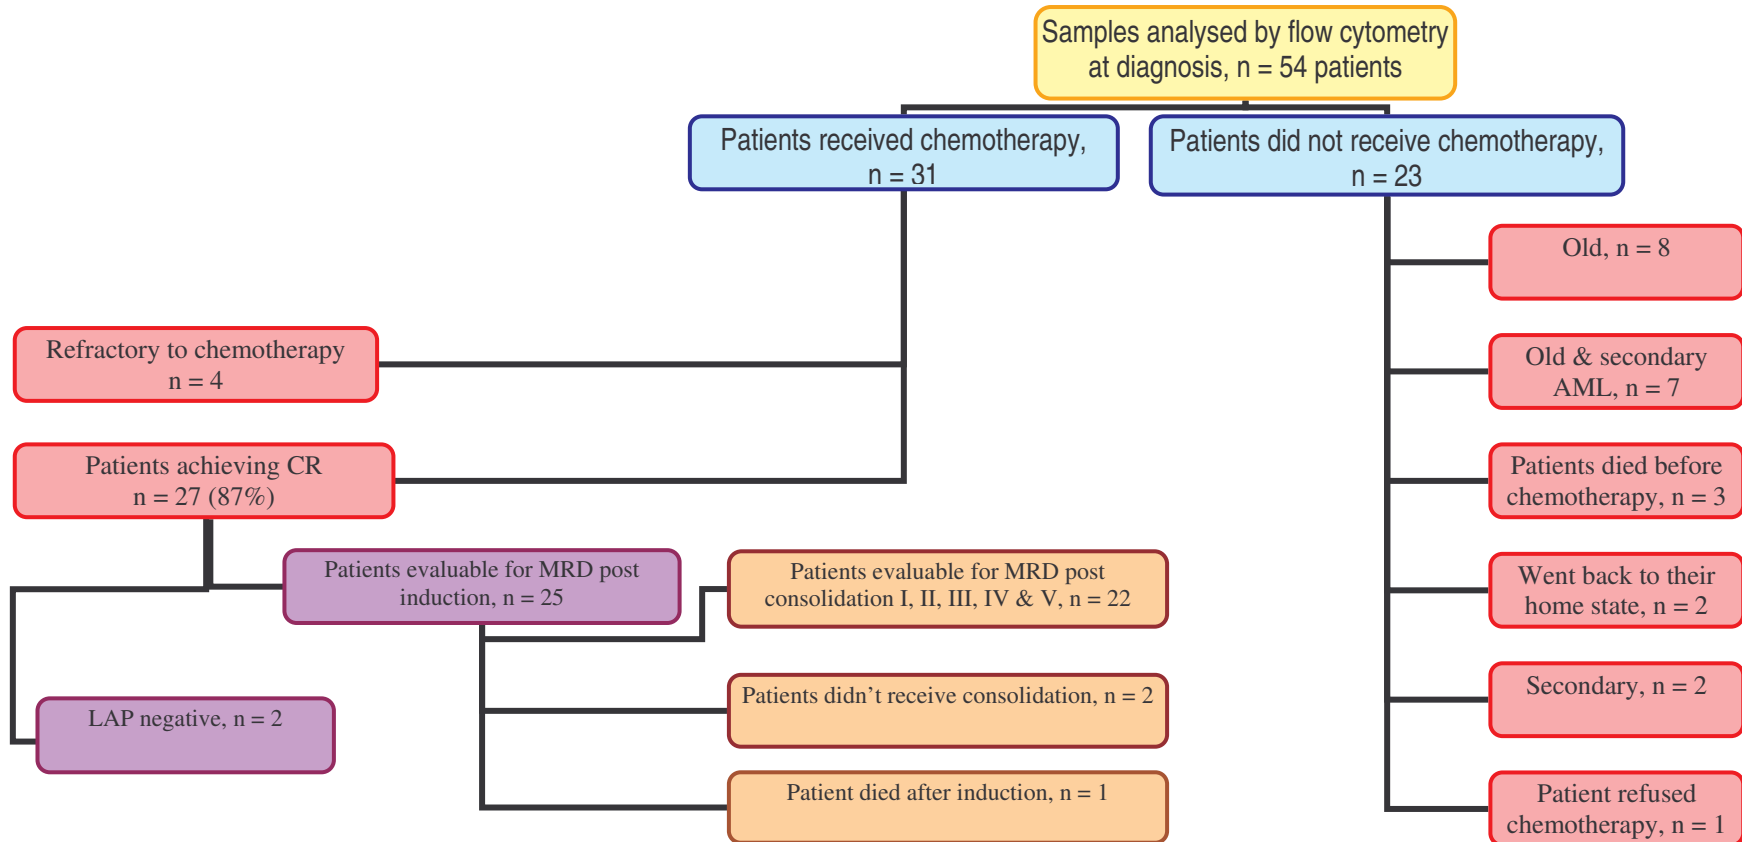 Samples analysed by flow cytometry
at diagnosis, n = 54 patients
Patients received chemotherapy,
n = 31
Patients did not receive chemotherapy,
n = 23
Old, n = 8
Old & secondary
AML, n = 7
Patients died before
chemotherapy, n = 3
Went back to their
home state, n = 2
Secondary, n = 2
Patient refused
chemotherapy, n = 1
Refractory to chemotherapy
n = 4
Patients achieving CR
n = 27 (87%)
Patients evaluable for MRD post
induction, n = 25
LAP negative, n = 2
Patients evaluable for MRD post
consolidation I, II, III, IV & V, n = 22
Patients didn’t receive consolidation, n = 2
Patient died after induction, n = 1